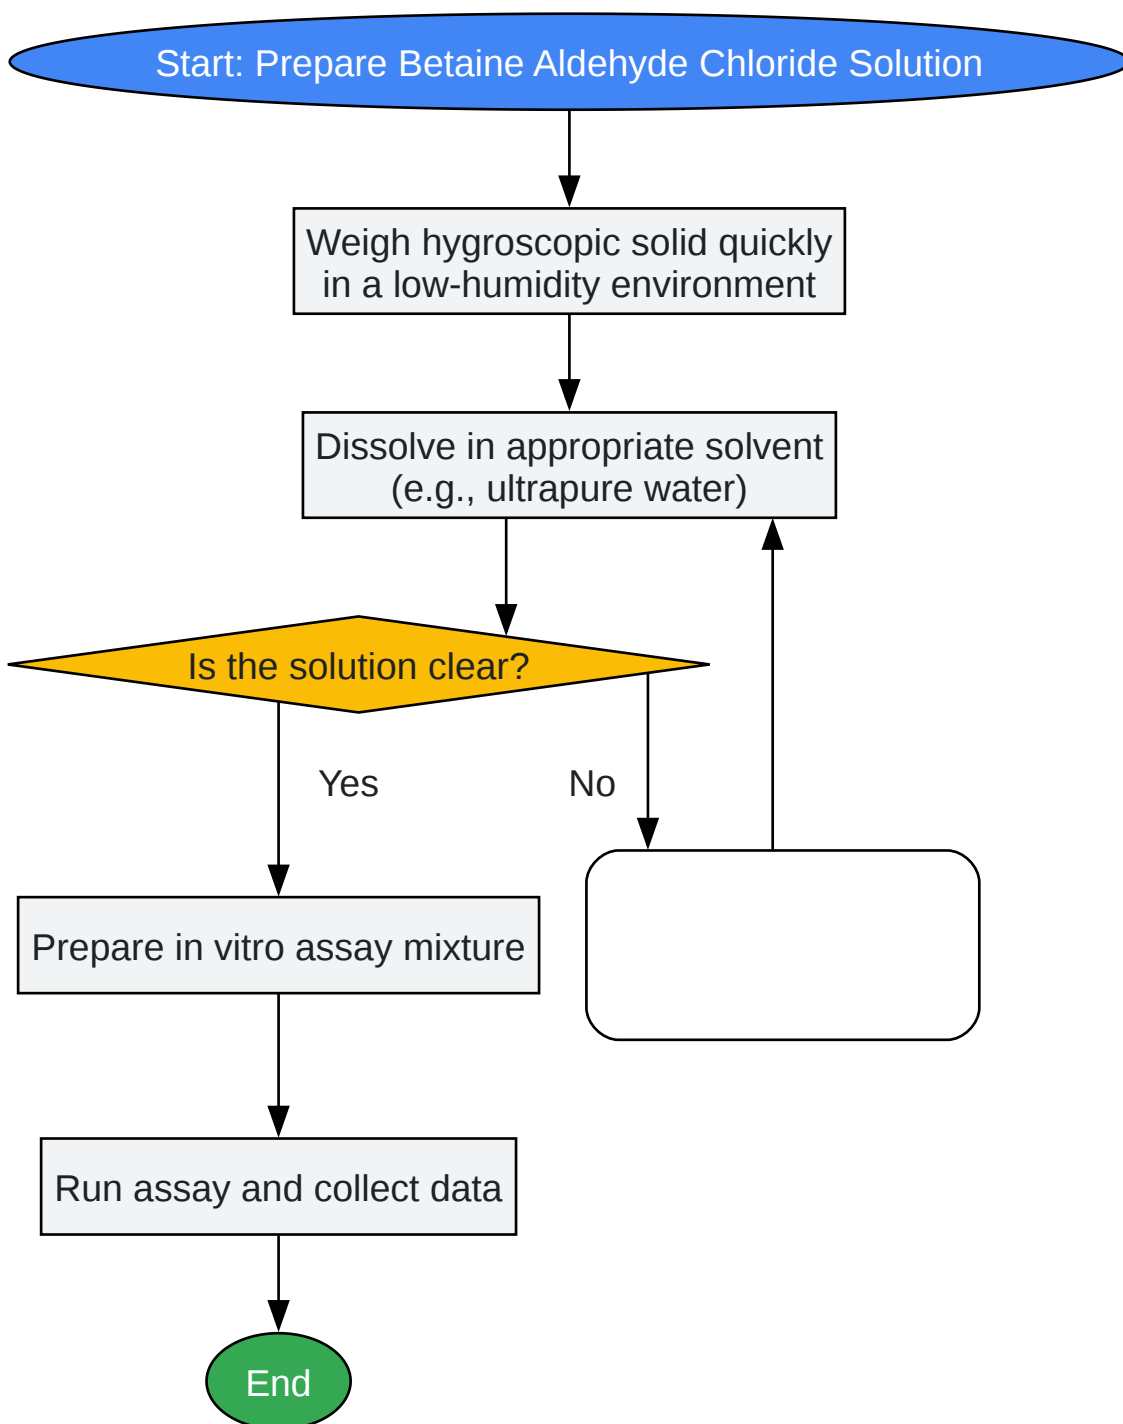 Start: Prepare Betaine Aldehyde Chloride Solution
Weigh hygroscopic solid quickly
in a low-humidity environment
Dissolve in appropriate solvent
(e.g., ultrapure water)
Is the solution clear?
Yes
No
Prepare in vitro assay mixture
Run assay and collect data
End